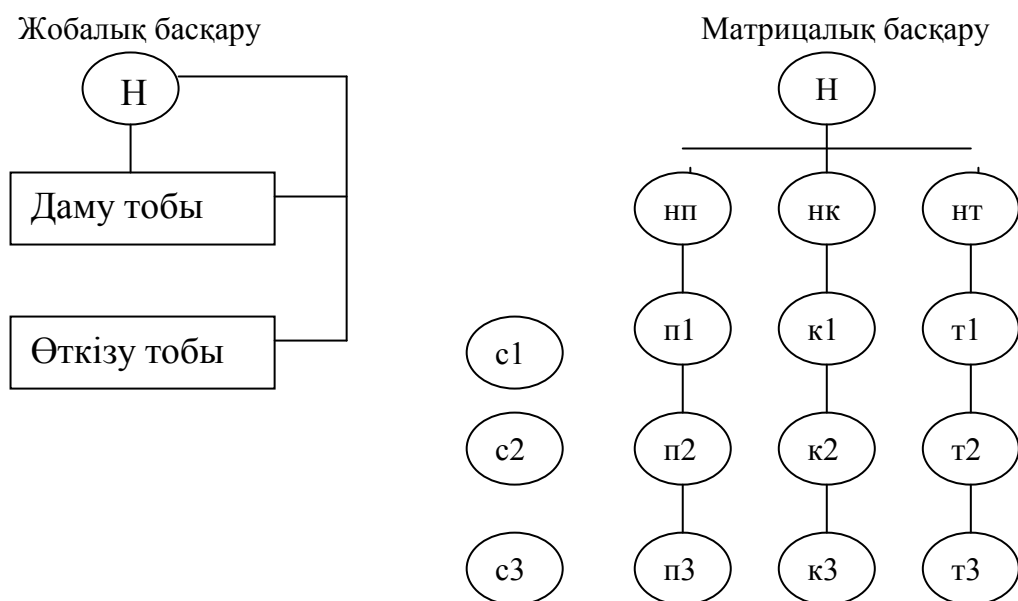 Жобалық басқару
Н
Даму тобы
Өткізу тобы
Матрицалық басқару
Н
нп нк нт
с1 п1 к1 т1
с2 п2 к2 т2
с3 п3 к3 т3